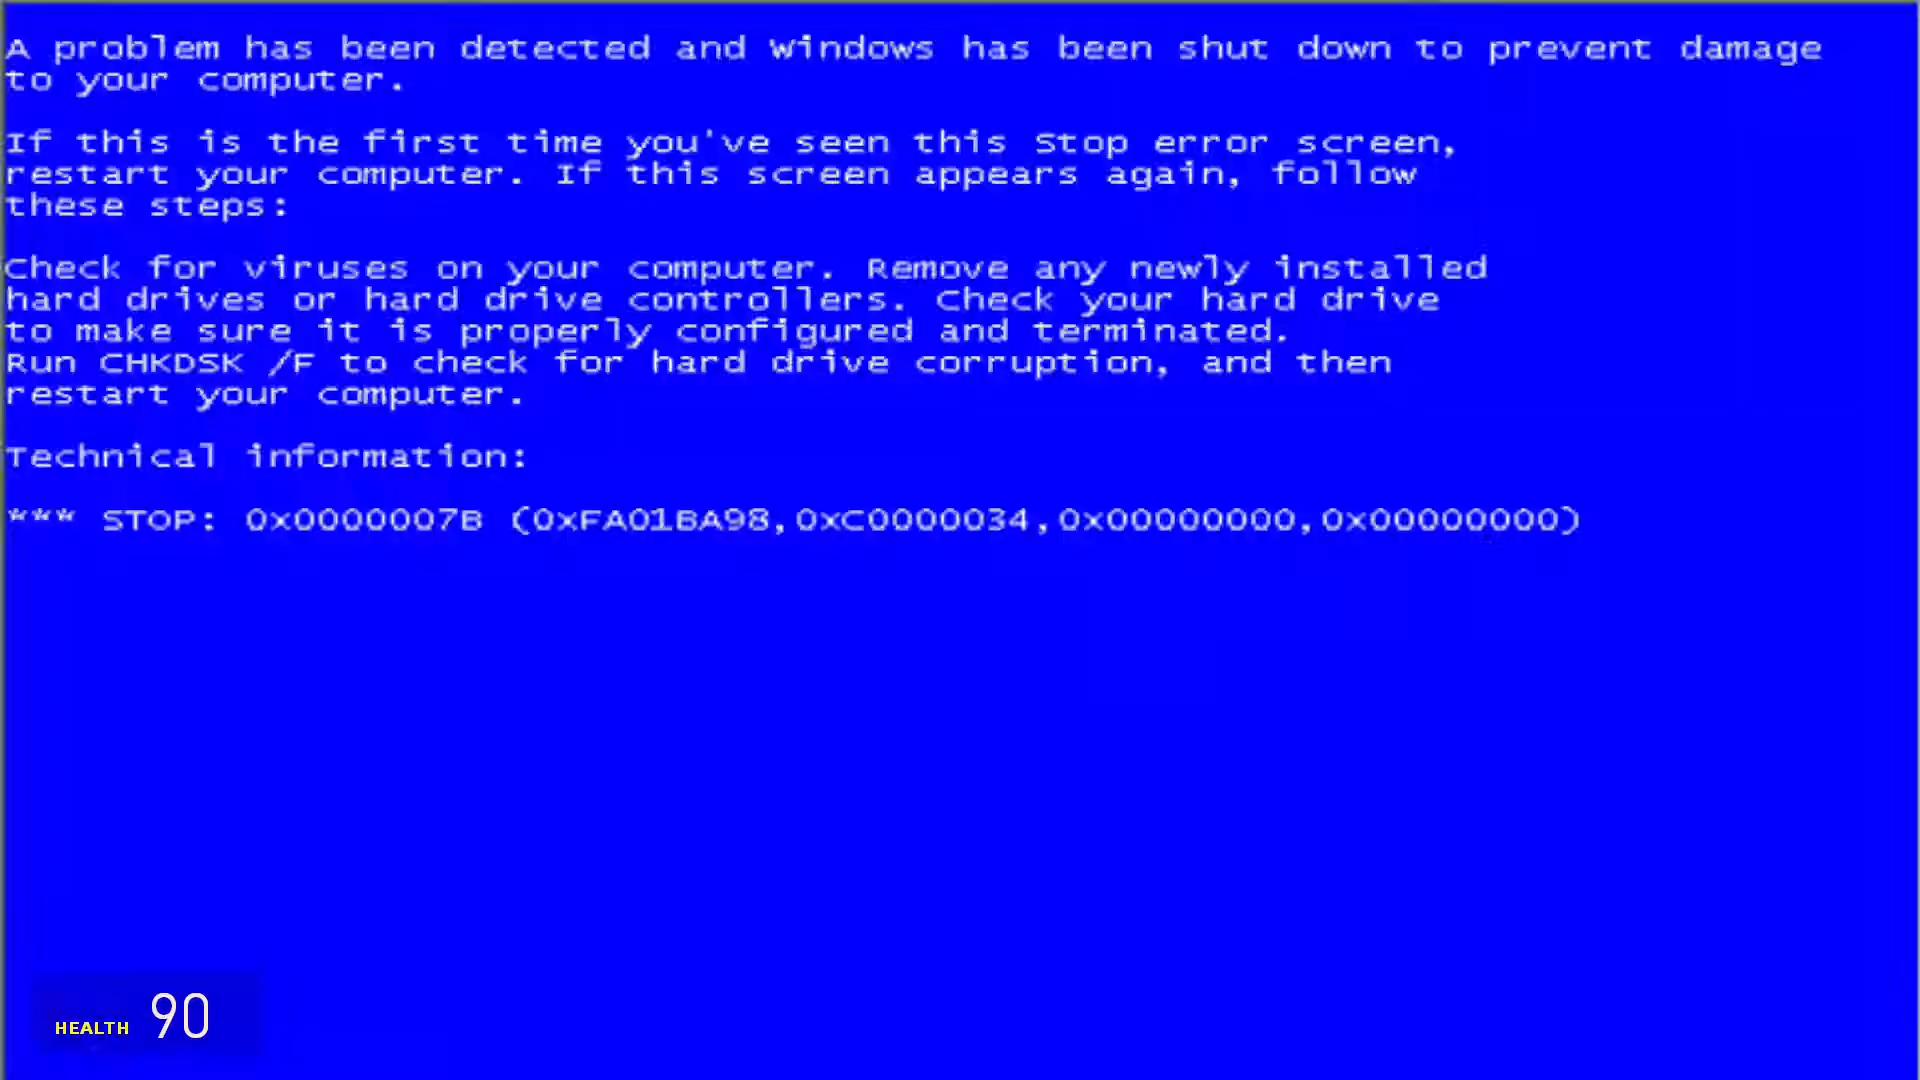 A problem has been detected and Windows has been shut down to prevent damage
to your computer.
If this is the first time you've seen this Stop error screen,
restart your computer. If this screen appears again, follow
these steps:
Check for viruses on your computer. Remove any newly installed
hard drives or hard drive controllers. Check your hard drive
to make sure it is properly configured and terminated.
Run CHKDSK /F to check for hard drive corruption, and then
restart your computer.
Technical information:
*** STOP: 0x0000007B (0xFA01BA98,0xC0000034,0x00000000,0x00000000)
HEALTH 90